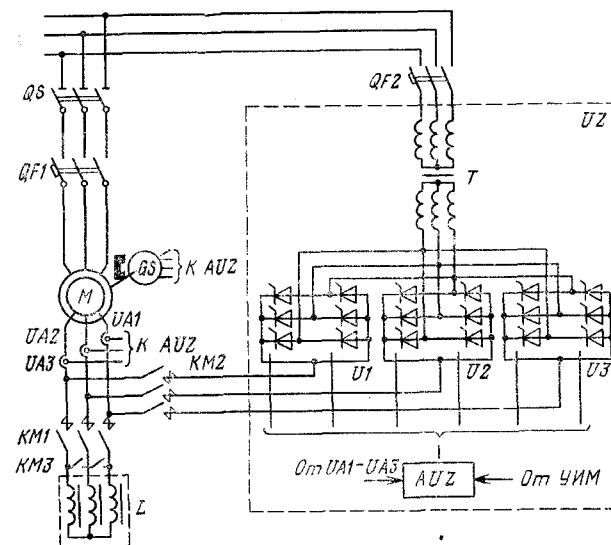 QS
QF2
UZ
QF1
T
GS
К AUZ
M
UA1
UA2
К AUZ
UA3
KM2
U1
U2
U3
KM1
KM3
От UA1-UA3
AUZ
От УИМ
Z